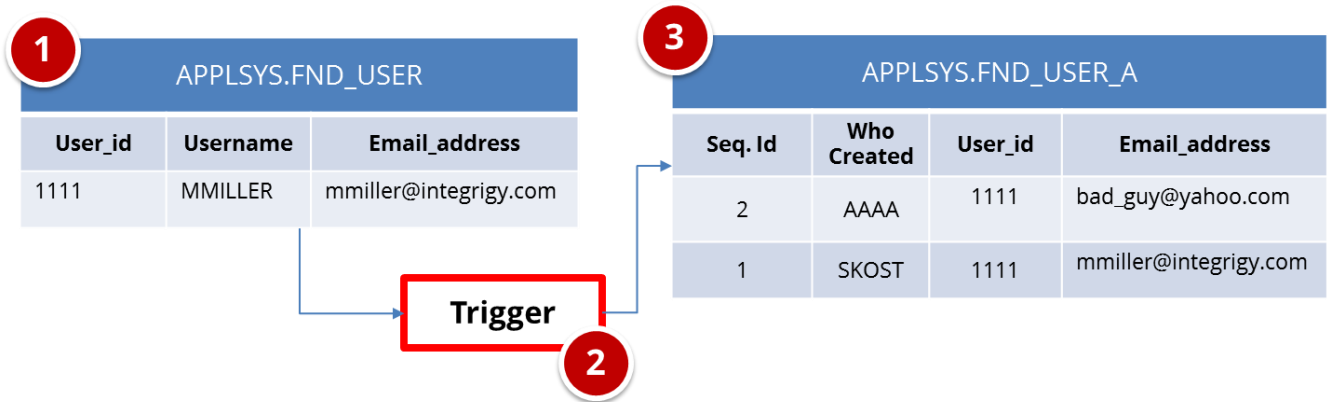 1
APPLSYS.FND_USER
User_id Username Email_address
1111 MMILLER mmiller@integrigy.com
Trigger
2
3
APPLSYS.FND_USER_A
Seq. Id Who Created User_id Email_address
2 AAAA 1111 bad_guy@yahoo.com
1 SKOST 1111 mmiller@integrigy.com